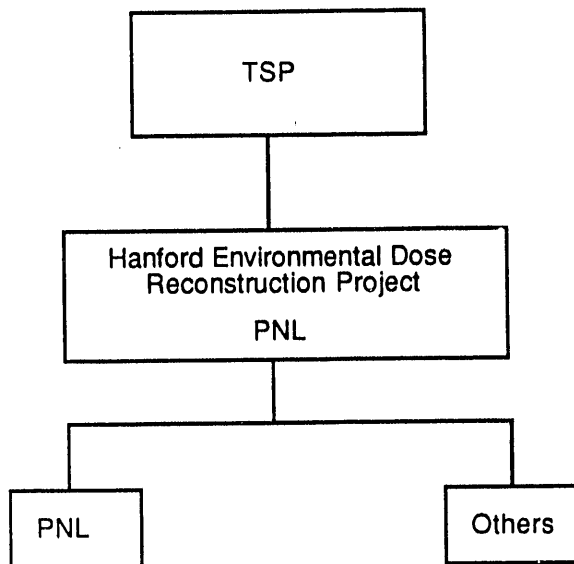 TSP
Hanford Environmental Dose
Reconstruction Project
PNL
PNL
Others